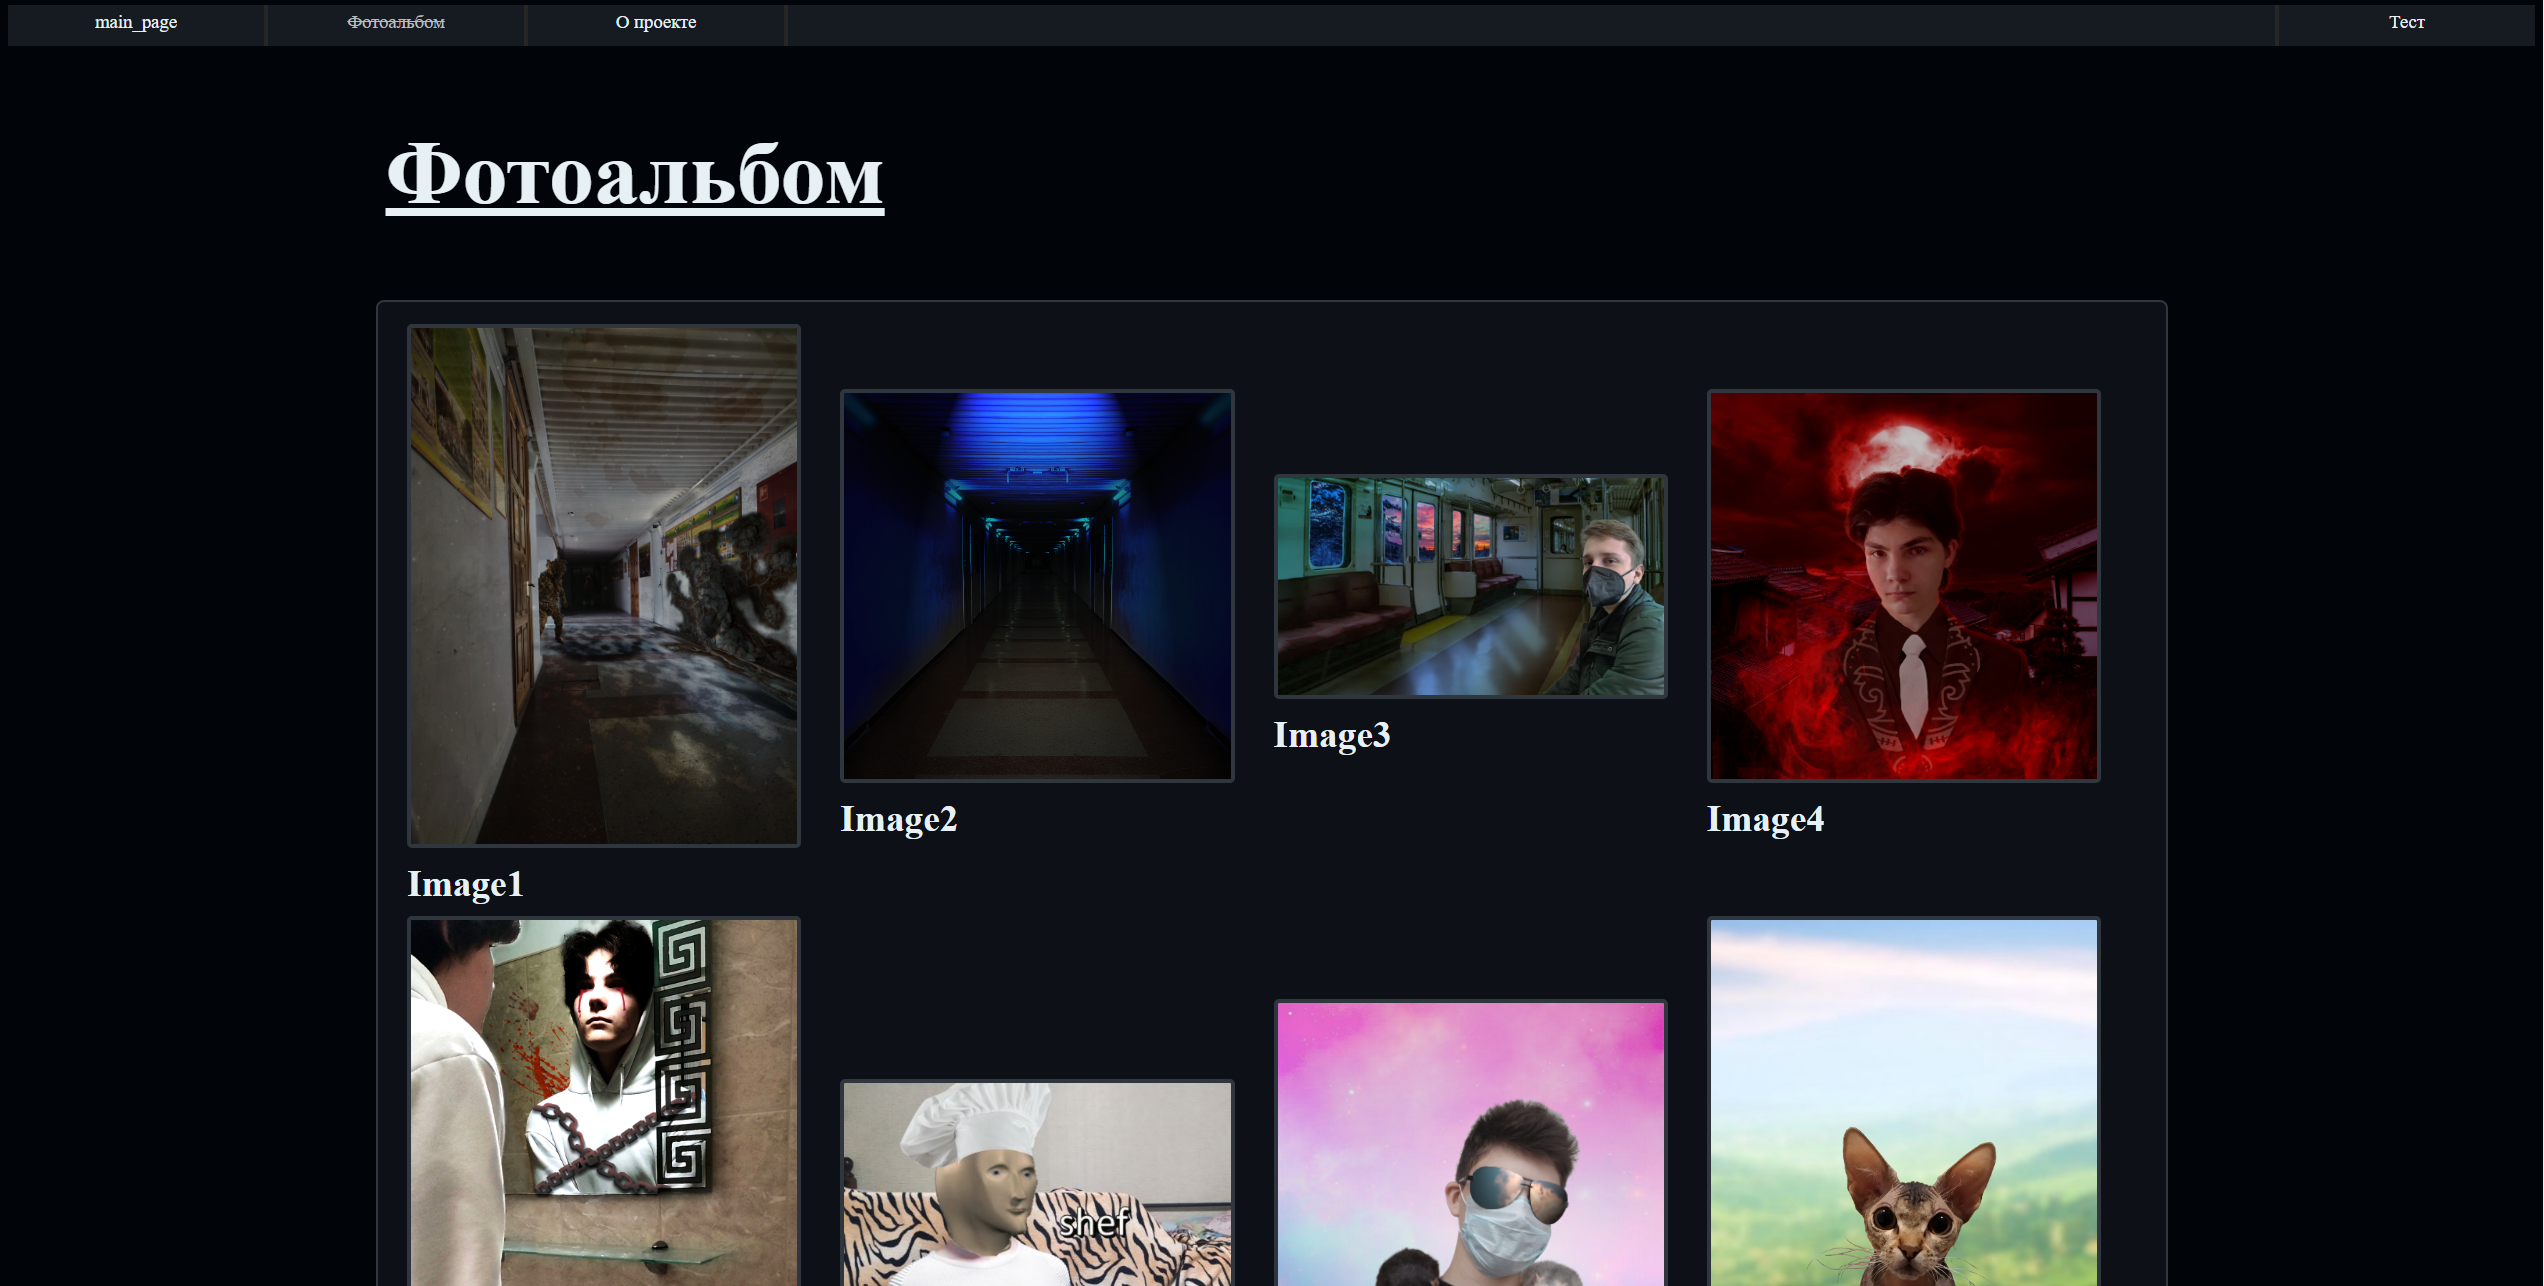 main_page
Фотоальбом
О проекте
Тест
Фотоальбом
Image3
Image2
Image4
Image1
shef